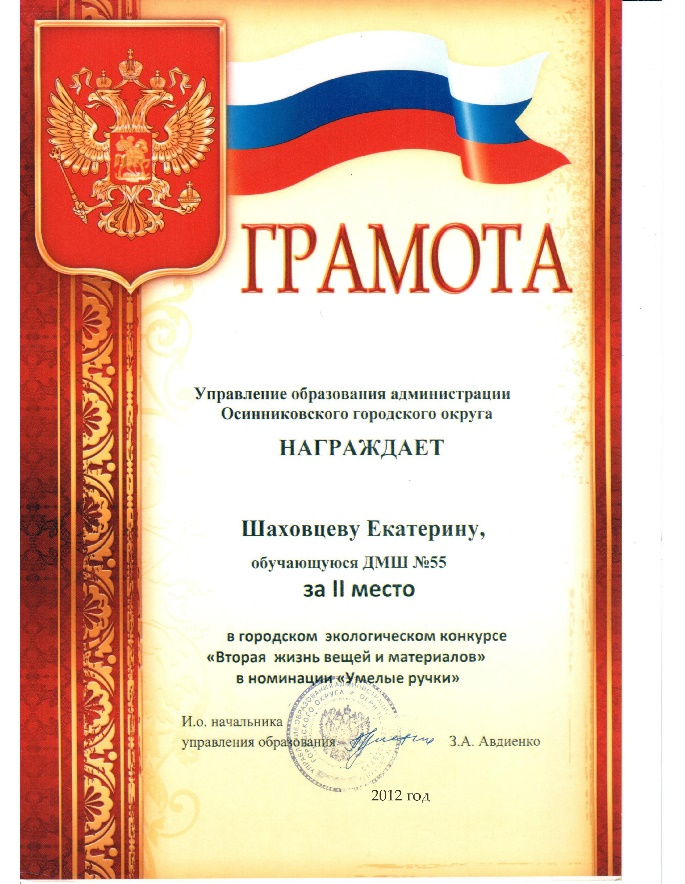 ГРАМОТА
Управление образования администрации
Осинниковского городского округа
НАГРАЖДАЕТ
Шаховцеву Екатерину,
обучающуюся ДМШ №55
за II место
в городском экологическом конкурсе
«Вторая жизнь вещей и материалов»
в номинации «Умелые ручки»
И.о. начальника
управления образования З.А. Авдиенко
2012 год